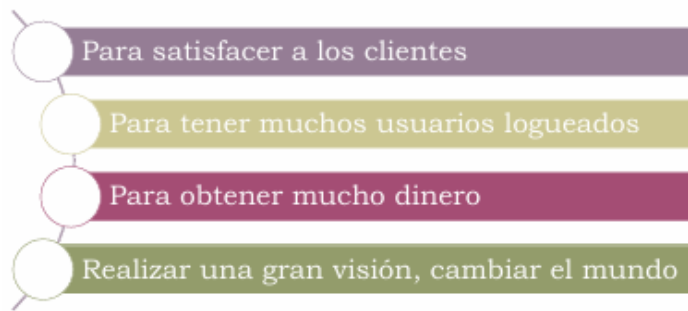 Para satisfacer a los clientes
Para tener muchos usuarios logueados
Para obtener mucho dinero
Realizar una gran visión, cambiar el mundo